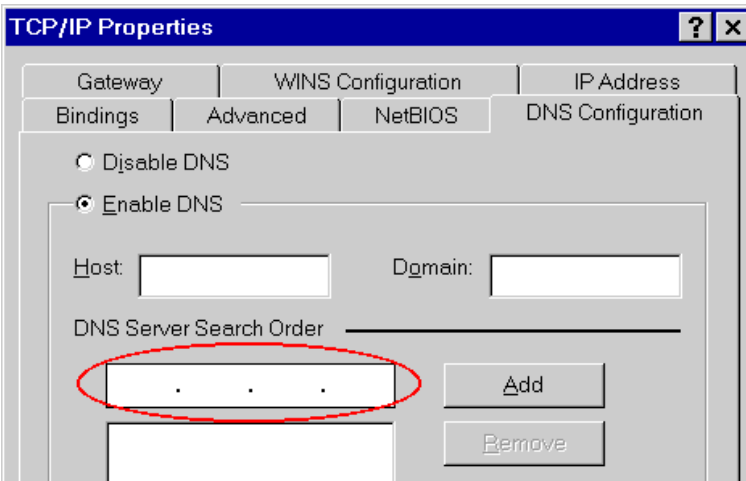 TCP/IP Properties
Gateway WINS Configuration IP Address
Bindings Advanced NetBIOS DNS Configuration
Disable DNS
Enable DNS
Host: Domain:
DNS Server Search Order
. . . Add
Remove